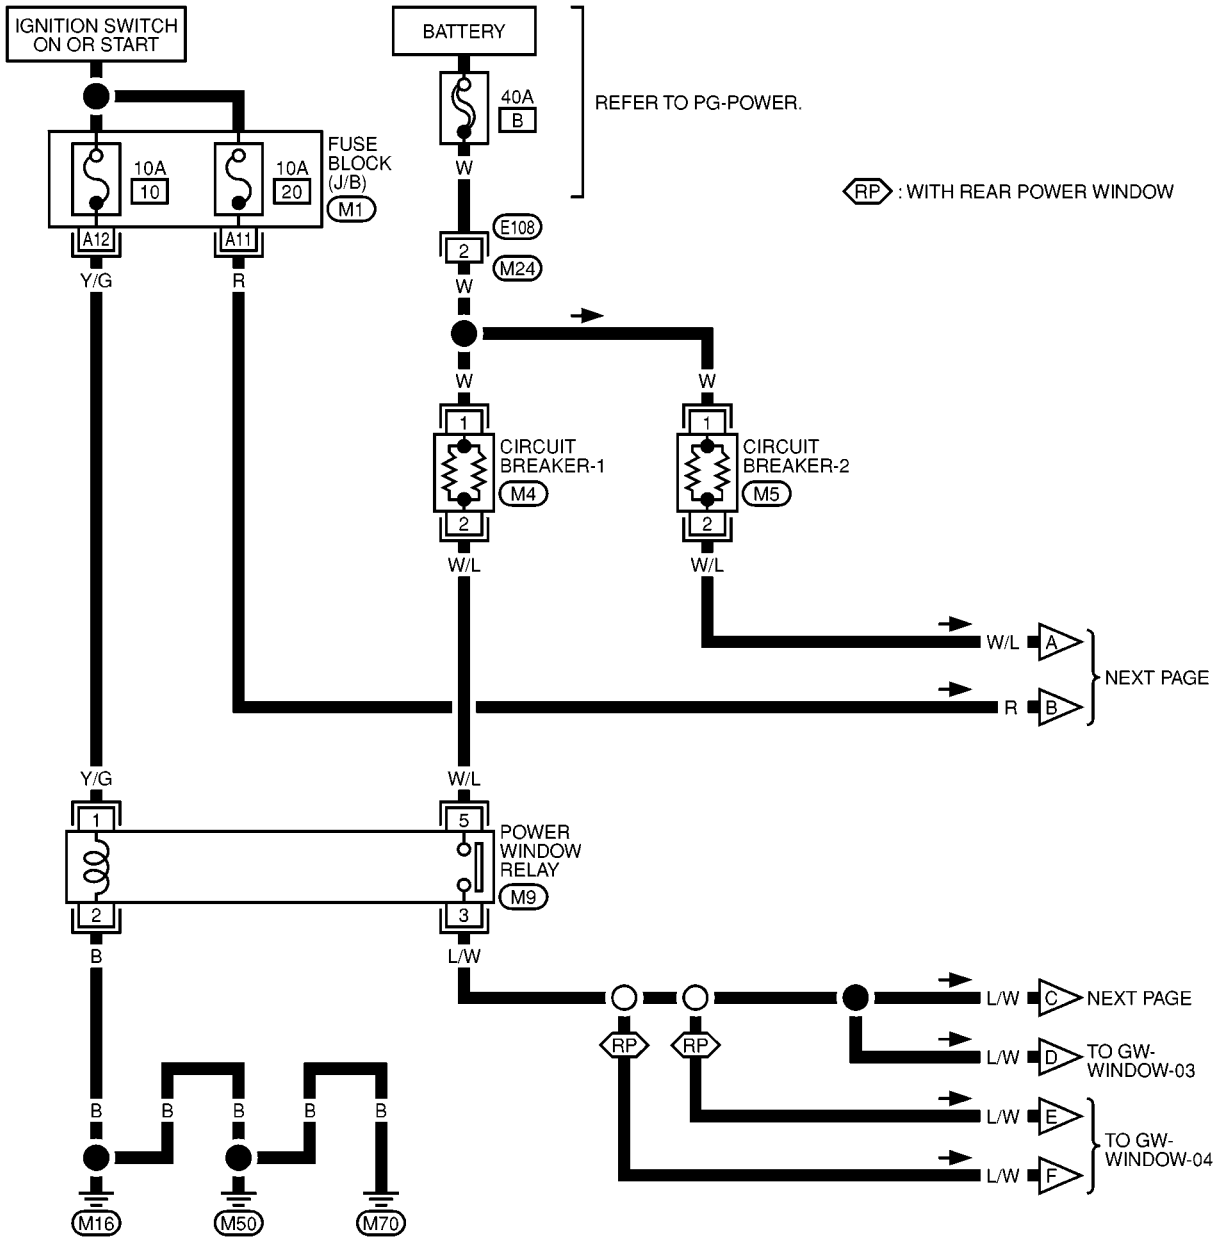 IGNITION SWITCH
ON OR START
BATTERY
40A
B
REFER TO PG-POWER.
10A
10
10A
20
FUSE
BLOCK
(J/B)
M1
W
RP : WITH REAR POWER WINDOW
A12
A11
E108
2
M24
Y/G
R
W
W
W
1
1
CIRCUIT
BREAKER-1
M4
CIRCUIT
BREAKER-2
M5
2
2
W/L
W/L
W/L
A
R
B
NEXT PAGE
Y/G
W/L
1
5
POWER
WINDOW
RELAY
M9
2
3
B
L/W
L/W
C
NEXT PAGE
RP
RP
L/W
D
TO GW-
WINDOW-03
B
B
B
B
B
L/W
E
L/W
F
TO GW-
WINDOW-04
M16
M50
M70